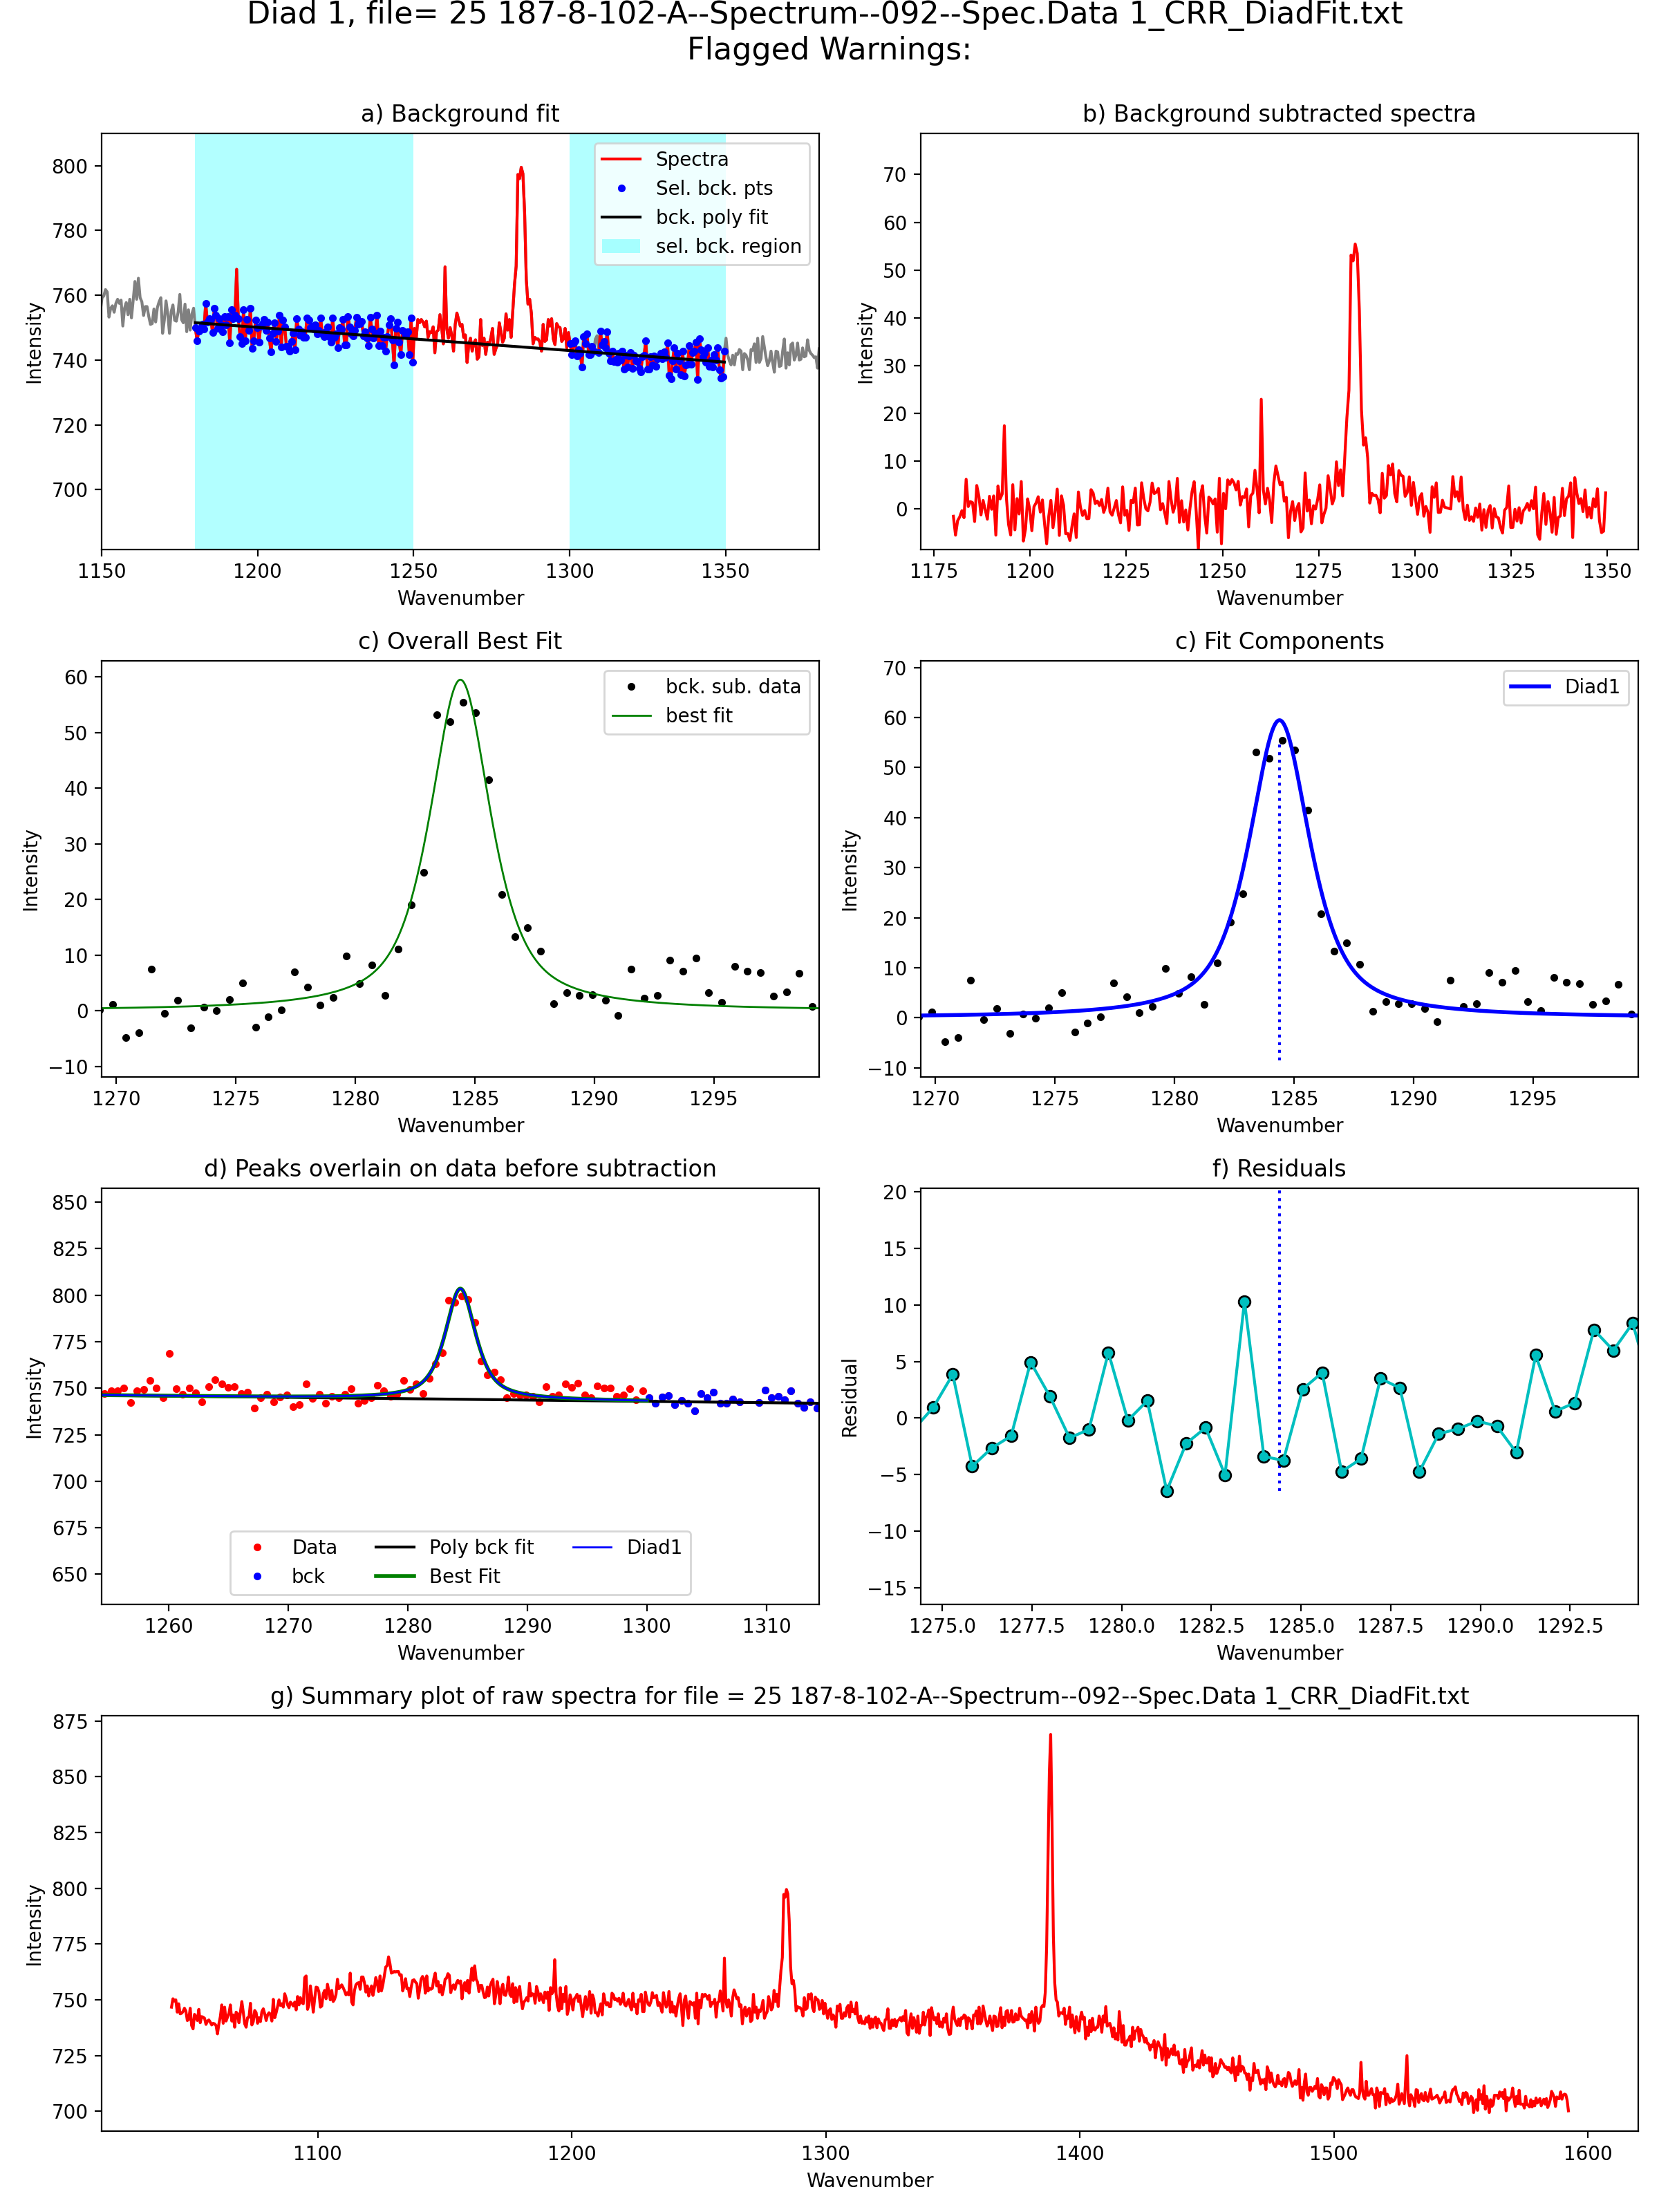 Diad 1, file= 25 187-8-102-A--Spectrum--092--Spec.Data 1_CRR_DiadFit.txt
Flagged Warnings:
a) Background fit
800
780
760
740
720
700
Intensity
Spectra
Sel. bck. pts
bck. poly fit
sel. bck. region
1150 1200 1250 1300 1350
Wavenumber
b) Background subtracted spectra
70
60
50
40
30
20
10
0
Intensity
1175 1200 1225 1250 1275 1300 1325 1350
Wavenumber
c) Overall Best Fit
60
50
40
30
20
10
0
−10
Intensity
bck. sub. data
best fit
1270 1275 1280 1285 1290 1295
Wavenumber
c) Fit Components
70
60
50
40
30
20
10
0
−10
Intensity
Diad1
1270 1275 1280 1285 1290 1295
Wavenumber
d) Peaks overlain on data before subtraction
850
825
800
775
750
725
700
675
650
Intensity
Data Poly bck fit Diad1
bck Best Fit
1260 1270 1280 1290 1300 1310
Wavenumber
f) Residuals
20
15
10
5
0
−5
−10
−15
Residual
1275.0 1277.5 1280.0 1282.5 1285.0 1287.5 1290.0 1292.5
Wavenumber
g) Summary plot of raw spectra for file = 25 187-8-102-A--Spectrum--092--Spec.Data 1_CRR_DiadFit.txt
875
850
825
800
775
750
725
700
Intensity
1100 1200 1300 1400 1500 1600
Wavenumber